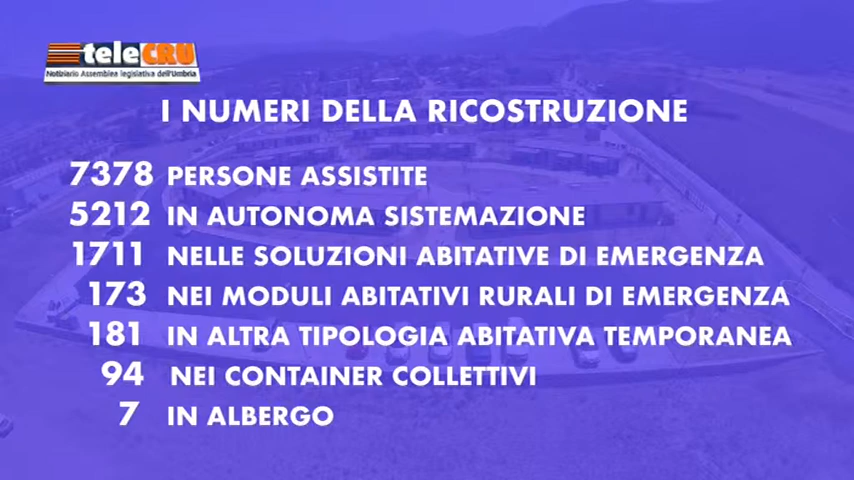 teleCRU
Notiziario Assemblea legislativa dell'Umbria
I NUMERI DELLA RICOSTRUZIONE
7378 PERSONE ASSISTITE
5212 IN AUTONOMA SISTEMAZIONE
1711 NELLE SOLUZIONI ABITATIVE DI EMERGENZA
173 NEI MODULI ABITATIVI RURALI DI EMERGENZA
181 IN ALTRA TIPOLOGIA ABITATIVA TEMPORANEA
94 NEI CONTAINER COLLETTIVI
7 IN ALBERGO